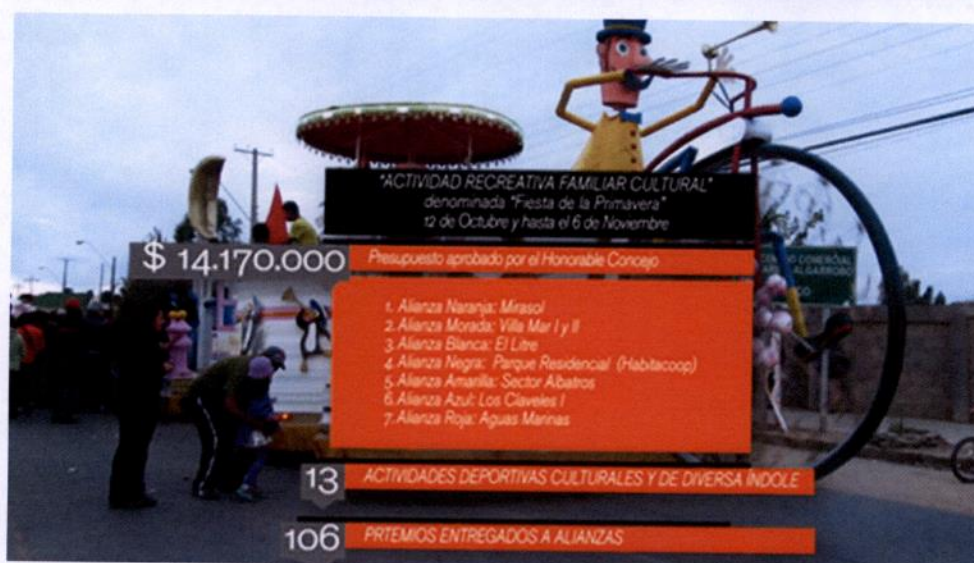 "ACTIVIDAD RECREATIVA FAMILIAR CULTURAL"
denominada "Fiesta de la Primavera"
12 de Octubre y hasta el 6 de Noviembre
$ 14.170.000
Presupuesto aprobado por el Honorable Concejo
1. Alianza Naranja: Mirasol
2. Alianza Morada: Villa Mar I y II
3. Alianza Blanca: El Litre
4. Alianza Negra: Parque Residencial (Habitacoop)
5. Alianza Amarilla: Sector Albatros
6. Alianza Azul: Los Claveles I
7. Alianza Roja: Aguas Marinas
13 ACTIVIDADES DEPORTIVAS CULTURALES Y DE DIVERSA ÍNDOLE
106 PRTEMIOS ENTREGADOS A ALIANZAS
COMERCIAL
ALGARROBO